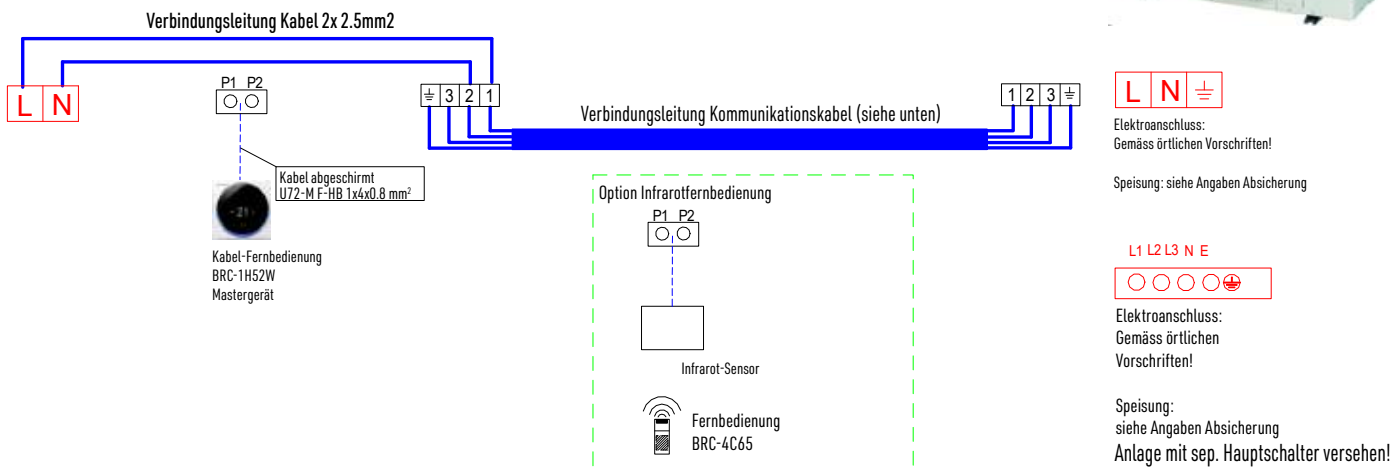 Verbindungsleitung Kabel 2x 2.5mm2
L N
P1 P2
⏚ 3 2 1
Verbindungsleitung Kommunikationskabel (siehe unten)
1 2 3 ⏚
L N ⏚
Elektroanschluss:
Gemäss örtlichen Vorschriften!
Speisung: siehe Angaben Absicherung
Kabel abgeschirmt
U72-M F-HB 1x4x0.8 mm²
Kabel-Fernbedienung
BRC-1H52W
Mastergerät
Option Infrarotfernbedienung
P1 P2
Infrarot-Sensor
Fernbedienung
BRC-4C65
L1 L2 L3 N E
Elektroanschluss:
Gemäss örtlichen
Vorschriften!
Speisung:
siehe Angaben Absicherung
Anlage mit sep. Hauptschalter versehen!